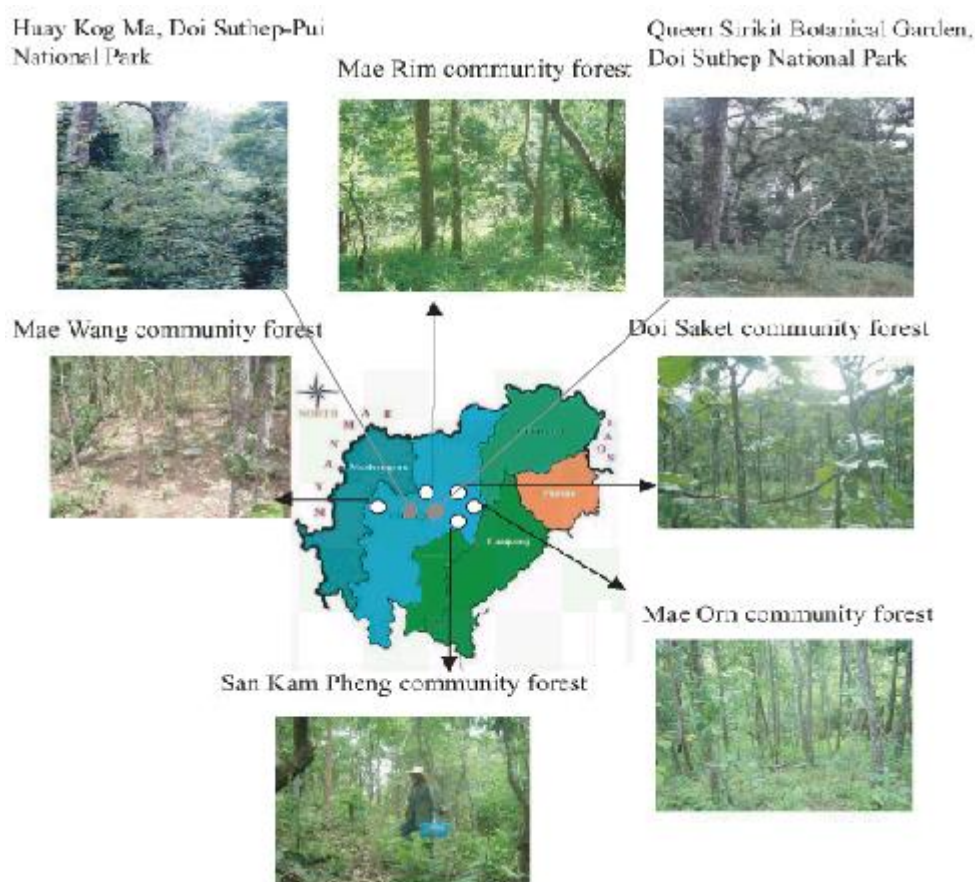 Huay Kog Ma, Doi Suthep-Pui
National Park
Mae Rim community forest
Queen Sirikit Botanical Garden,
Doi Suthep National Park
Mae Wang community forest
Doi Saket community forest
NORTH
MYANMAR
LAOS
Mae Orn community forest
San Kam Pheng community forest